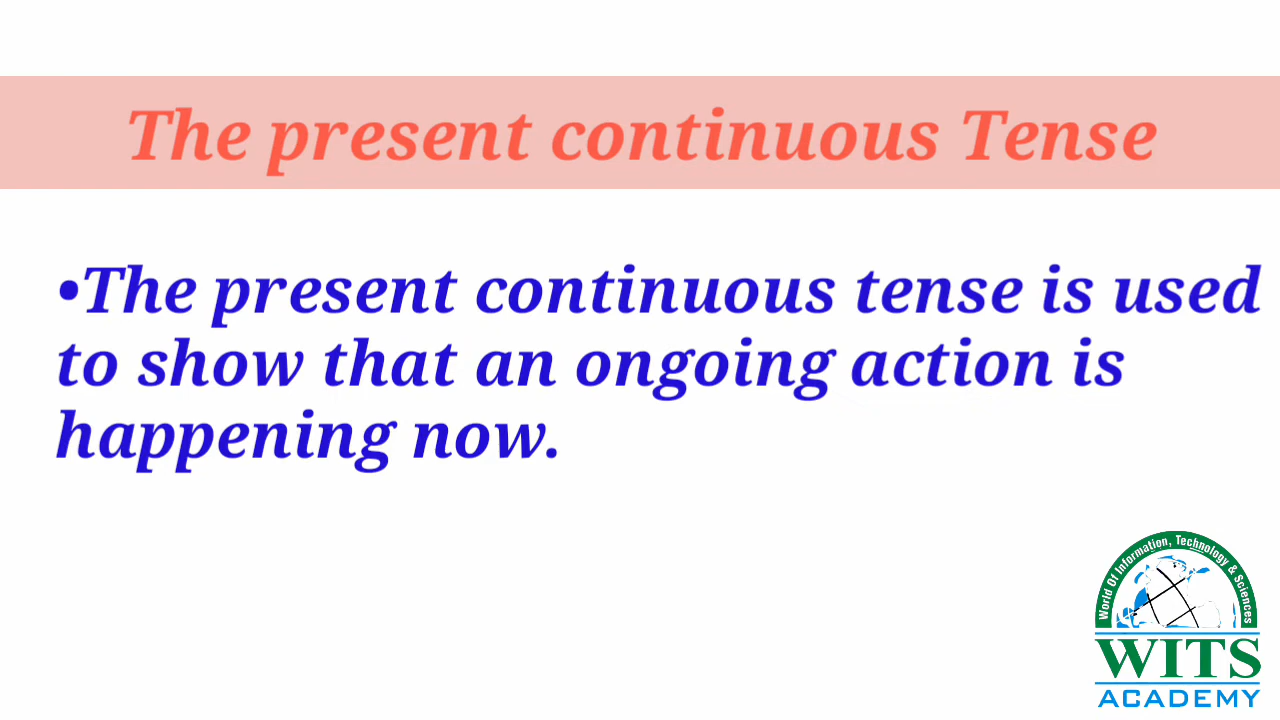 The present continuous Tense
•The present continuous tense is used
to show that an ongoing action is
happening now.
World Of Information, Technology & Sciences
WITS
ACADEMY